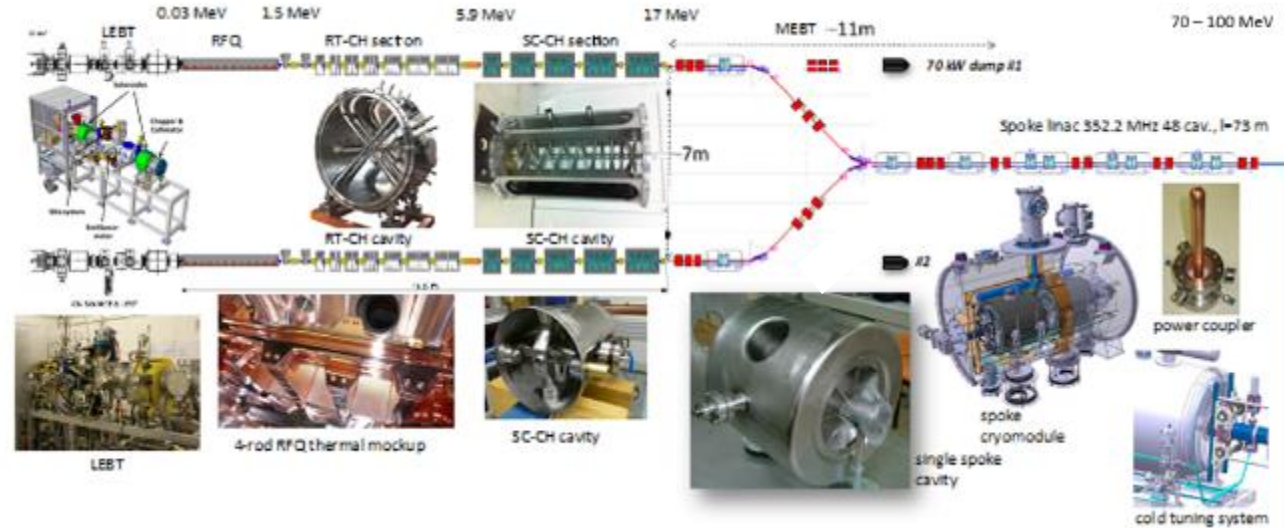 0.03 MeV
1.5 MeV
5.9 MeV
17 MeV
70 – 100 MeV
LEBT
RFQ
RT-CH section
SC-CH section
MEBT ~11m
70 kW dump #1
Solenoids
Chopper &
Collimator
Spoke linac 352.2 MHz 48 cav., l=73 m
~7m
RT-CH cavity
SC-CH cavity
#2
power coupler
spoke
cryomodule
4-rod RFQ thermal mockup
SC-CH cavity
LEBT
single spoke
cavity
cold tuning system